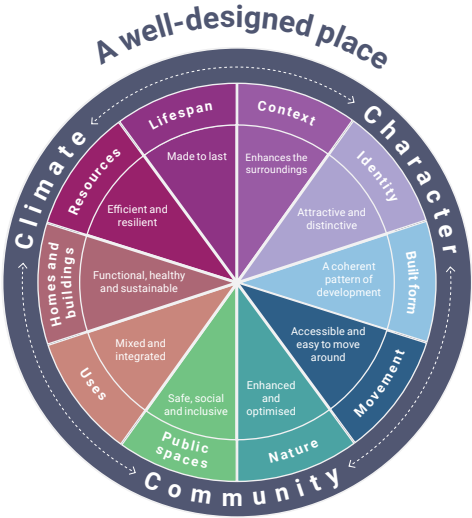 A well-designed place
Climate
Character
Community
Context
Enhances the
surroundings
Identity
Attractive and
distinctive
Built form
A coherent
pattern of
development
Movement
Accessible and
easy to move
around
Nature
Enhanced
and
optimised
Public
spaces
Safe, social
and inclusive
Uses
Mixed and
integrated
Homes and
buildings
Functional, healthy
and sustainable
Resources
Efficient and
resilient
Lifespan
Made to last